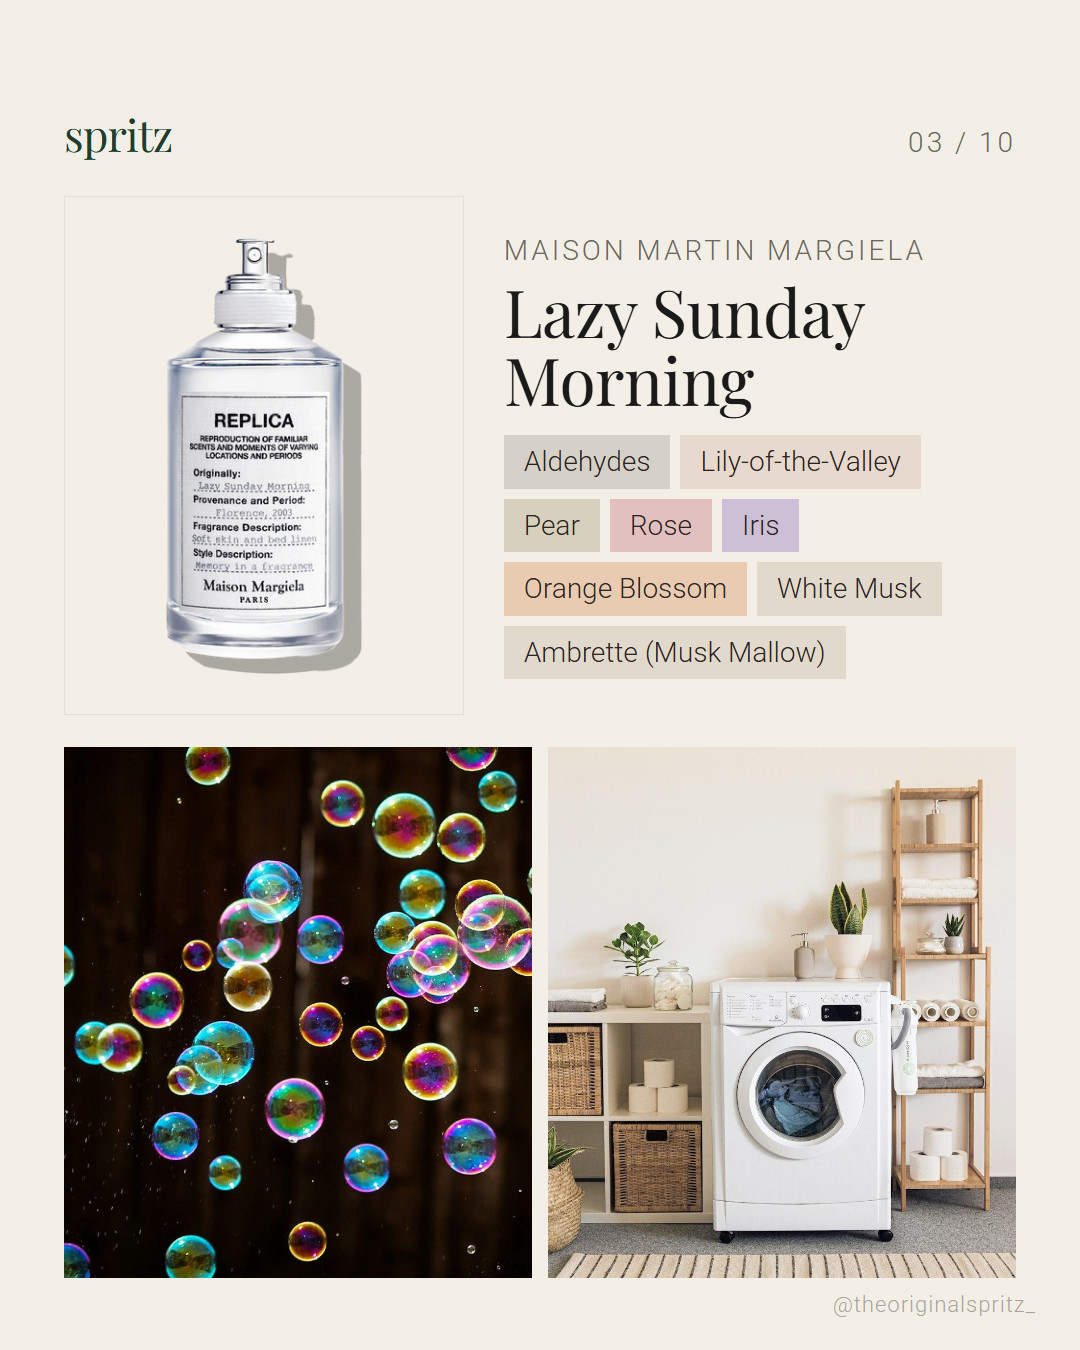 spritz
03 / 10
REPLICA
REPRODUCTION OF FAMILIAR
SCENTS AND MOMENTS OF VARYING
LOCATIONS AND PERIODS
Originally:
Lazy Sunday Morning
Provenance and Period:
Florence, 2003
Fragrance Description:
Soft skin and bed linen
Style Description:
Memory in a fragrance
Maison Margiela
PARIS
MAISON MARTIN MARGIELA
Lazy Sunday
Morning
Aldehydes
Lily-of-the-Valley
Pear
Rose
Iris
Orange Blossom
White Musk
Ambrette (Musk Mallow)
@theoriginalspritz_